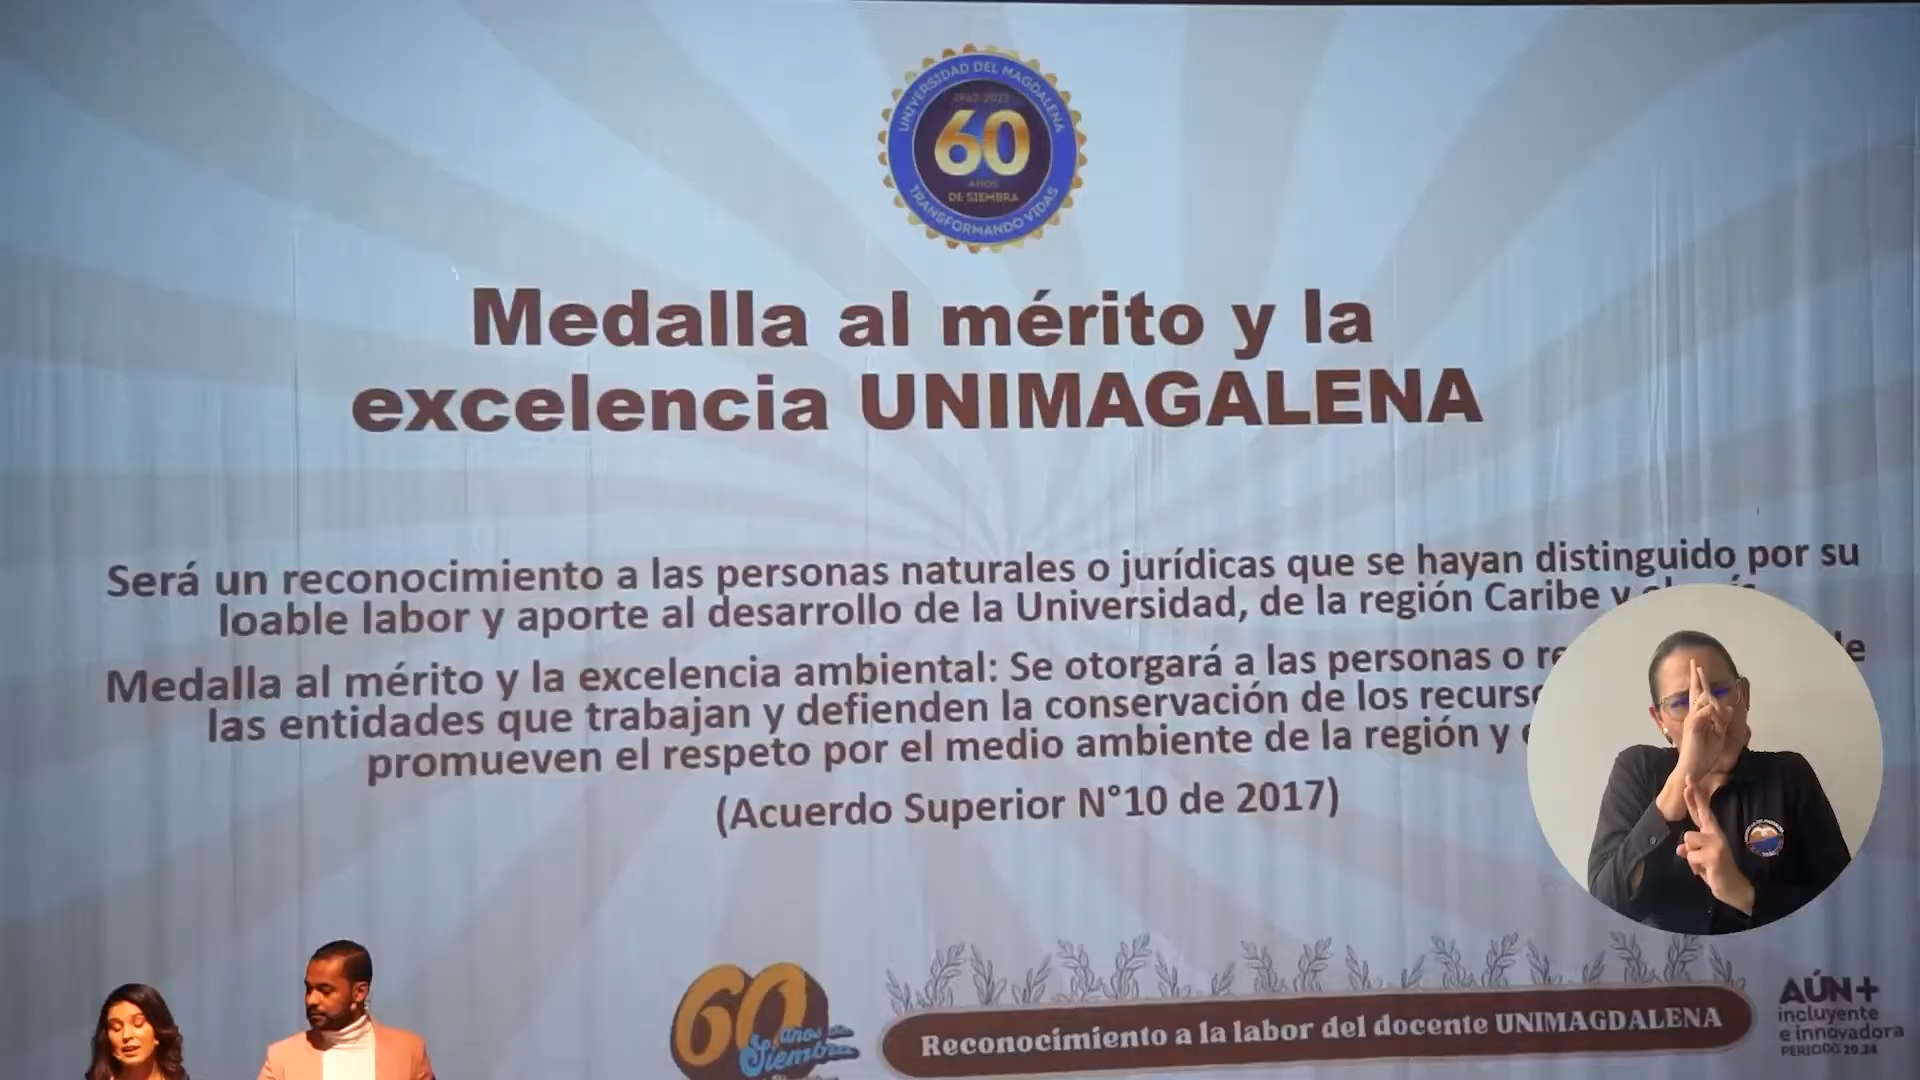 UNIVERSIDAD DEL MAGDALENA
1962-2022
60
AÑOS
DE SIEMBRA
TRANSFORMANDO VIDAS
Medalla al mérito y la
excelencia UNIMAGALENA
Será un reconocimiento a las personas naturales o jurídicas que se hayan distinguido por su
loable labor y aporte al desarrollo de la Universidad, de la región Caribe y
Medalla al mérito y la excelencia ambiental: Se otorgará a las personas o
las entidades que trabajan y defienden la conservación de los
promueven el respeto por el medio ambiente de la región y
(Acuerdo Superior N°10 de 2017)
60 años de
Siembra
Reconocimiento a la labor del docente UNIMAGDALENA
AÚN+
incluyente
e innovadora
PERIODO 20.24